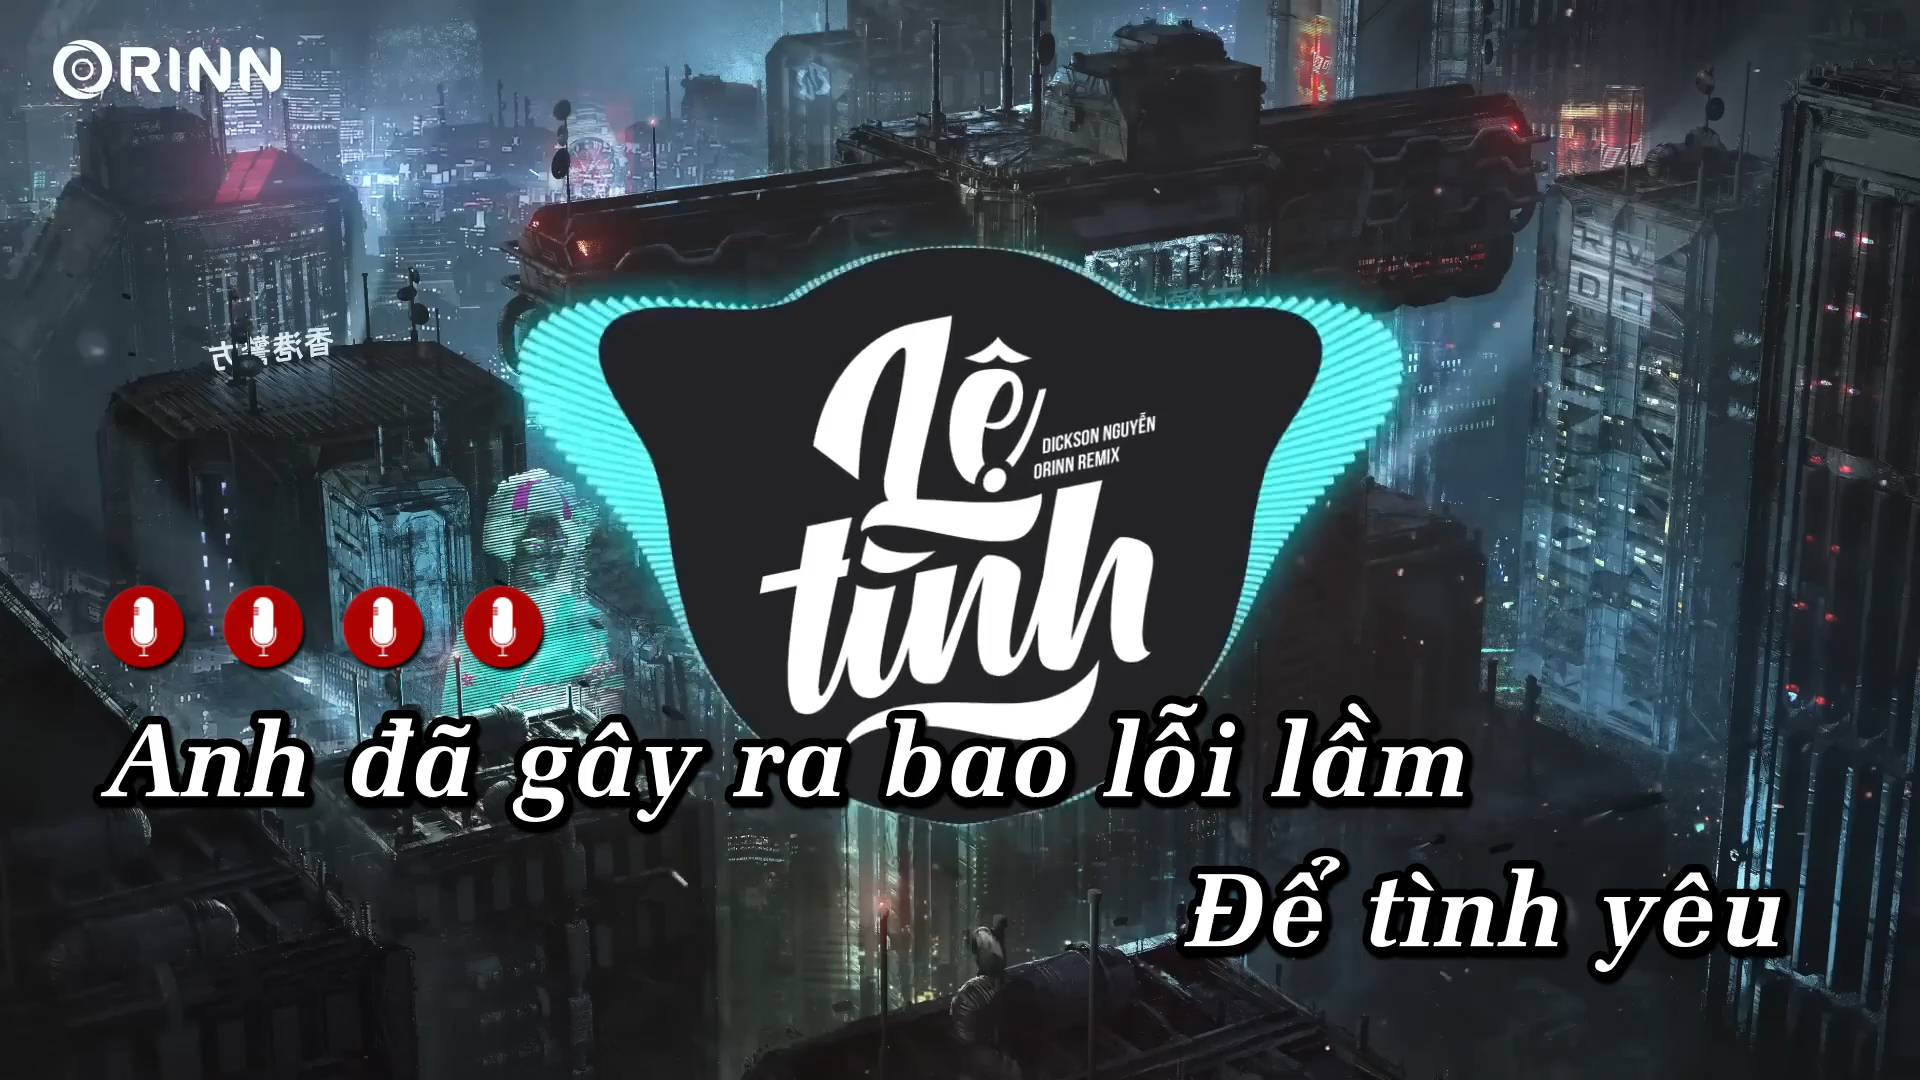 ORINN
Lệ
DICKSON NGUYỄN
ORINN REMIX
tình
Anh đã gây ra bao lỗi lầm
Để tình yêu